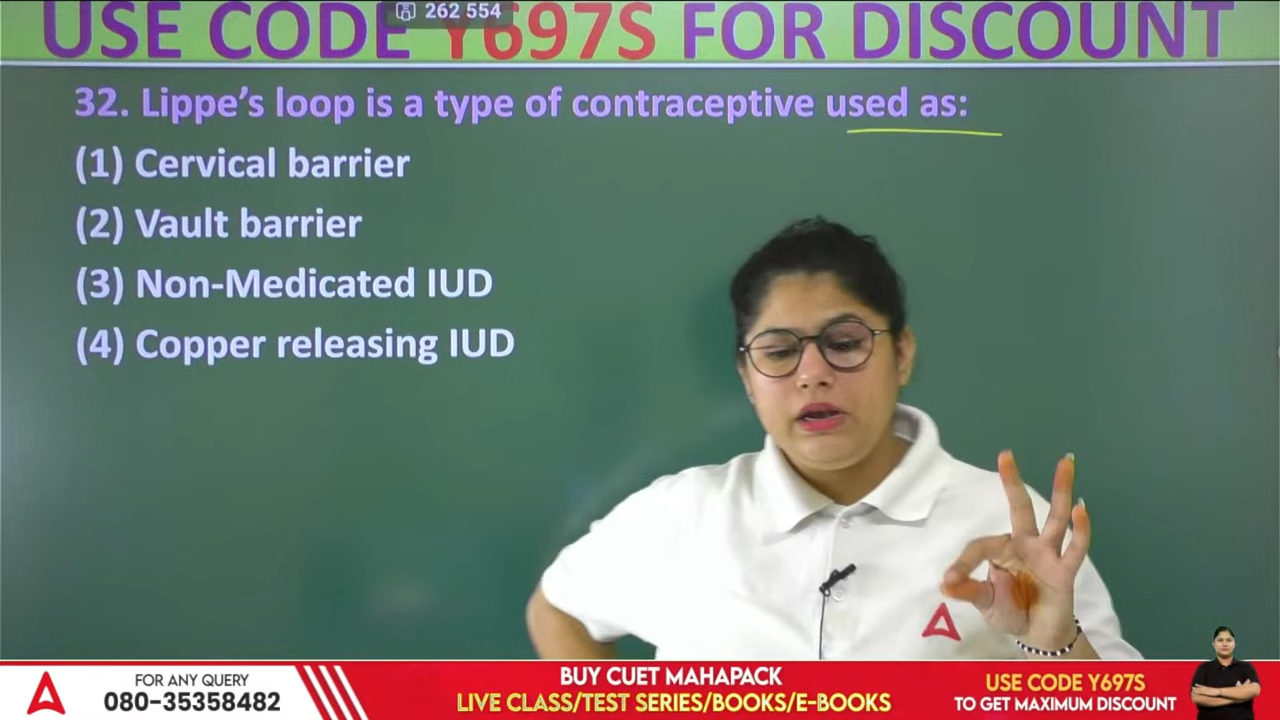 USE CODE Y697S FOR DISCOUNT
262 554
32. Lippe’s loop is a type of contraceptive used as:
(1) Cervical barrier
(2) Vault barrier
(3) Non-Medicated IUD
(4) Copper releasing IUD
FOR ANY QUERY
080-35358482
BUY CUET MAHAPACK
LIVE CLASS/TEST SERIES/BOOKS/E-BOOKS
USE CODE Y697S
TO GET MAXIMUM DISCOUNT